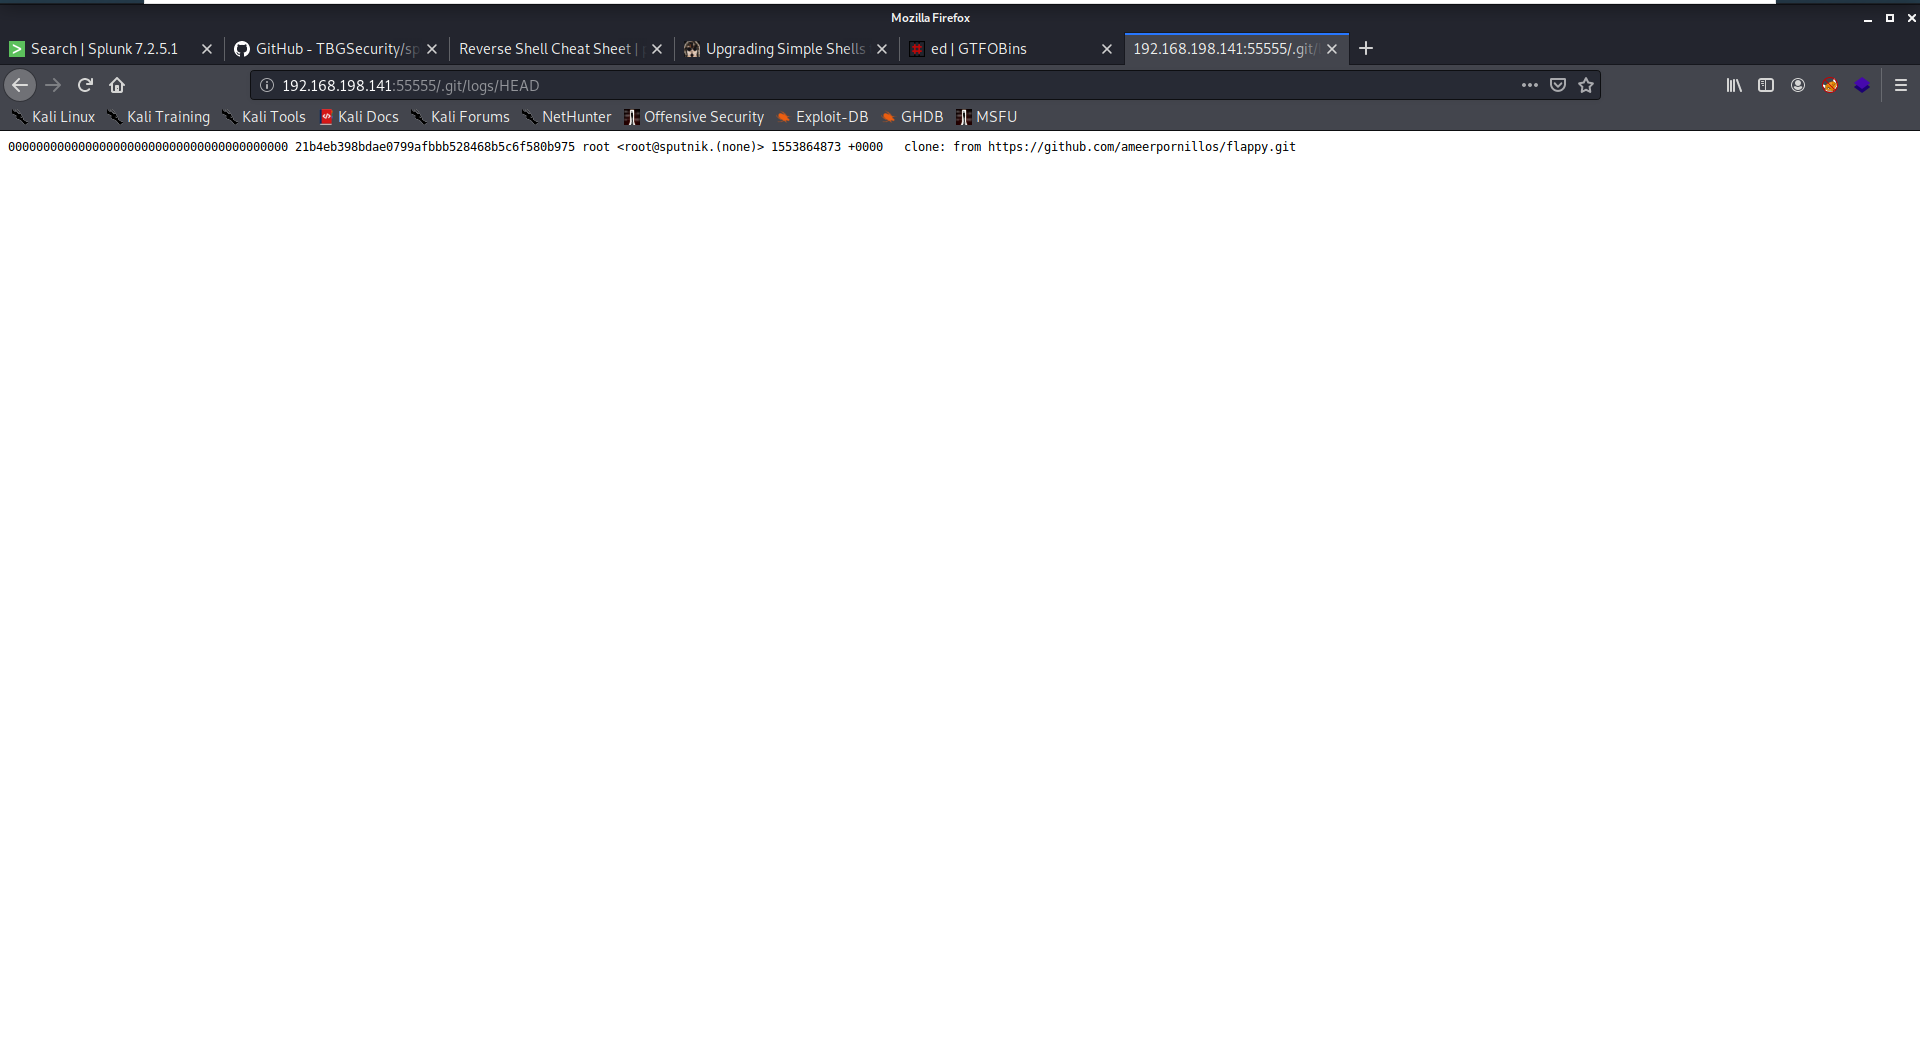 Mozilla Firefox
Search | Splunk 7.2.5.1
GitHub - TBGSecurity/sp
Reverse Shell Cheat Sheet |
Upgrading Simple Shells
ed | GTFOBins
192.168.198.141:55555/.git/
192.168.198.141:55555/.git/logs/HEAD
Kali Linux Kali Training Kali Tools Kali Docs Kali Forums NetHunter Offensive Security Exploit-DB GHDB MSFU
0000000000000000000000000000000000000000 21b4eb398bdae0799afbbb528468b5c6f580b975 root <root@sputnik.(none)> 1553864873 +0000 clone: from https://github.com/ameerpornillos/flappy.git